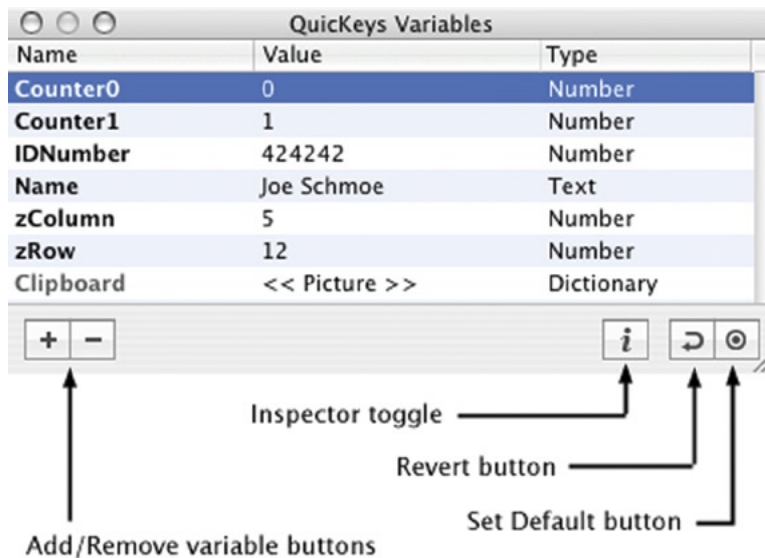 QuicKeys Variables
Name Value Type
Counter0 0 Number
Counter1 1 Number
IDNumber 424242 Number
Name Joe Schmoe Text
zColumn 5 Number
zRow 12 Number
Clipboard << Picture >> Dictionary
+ − i
Inspector toggle
Revert button
Set Default button
Add/Remove variable buttons